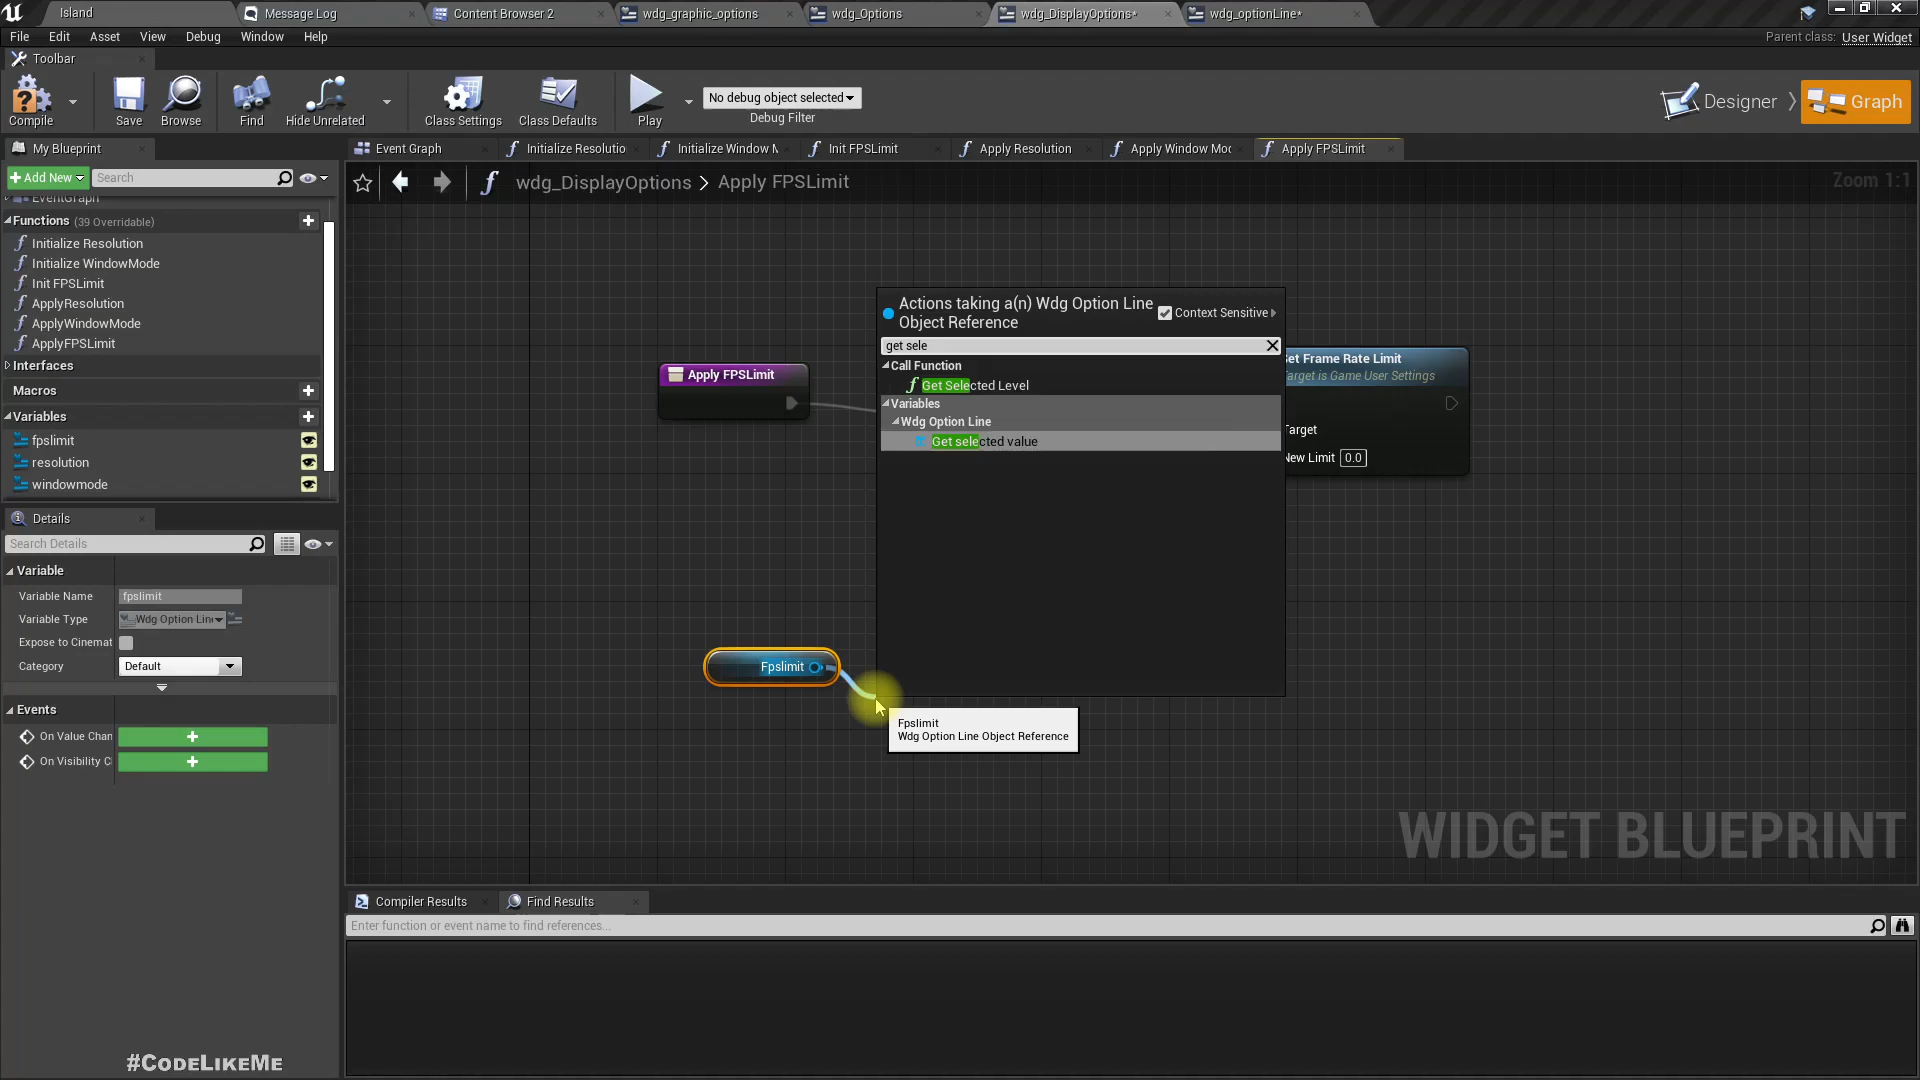 Island
Message Log
Content Browser 2
wdg_graphic_options
wdg_Options
wdg_DisplayOptions*
wdg_optionLine*
File
Edit
Asset
View
Debug
Window
Help
Parent class:
User Widget
Toolbar
Compile
Save
Browse
Find
Hide Unrelated
Class Settings
Class Defaults
Play
No debug object selected
Debug Filter
Designer
Graph
My Blueprint
Event Graph
Initialize Resolutio
Initialize Window M
Init FPSLimit
Apply Resolution
Apply Window Mod
Apply FPSLimit
Add New
Search
wdg_DisplayOptions > Apply FPSLimit
Zoom 1:1
EventGraph
Functions (39 Overridable)
Initialize Resolution
Initialize WindowMode
Init FPSLimit
ApplyResolution
ApplyWindowMode
ApplyFPSLimit
Interfaces
Macros
Variables
fpslimit
resolution
windowmode
Apply FPSLimit
Actions taking a(n) Wdg Option Line
Object Reference
Context Sensitive
get sele
Call Function
Get Selected Level
Variables
Wdg Option Line
Get selected value
et Frame Rate Limit
Target is Game User Settings
Target
New Limit 0.0
Details
Search Details
Variable
Variable Name fpslimit
Variable Type Wdg Option Lin
Expose to Cinemat
Category Default
Events
On Value Chan
On Visibility C
Fpslimit
Fpslimit
Wdg Option Line Object Reference
WIDGET BLUEPRINT
Compiler Results
Find Results
Enter function or event name to find references...
#CodeLikeMe